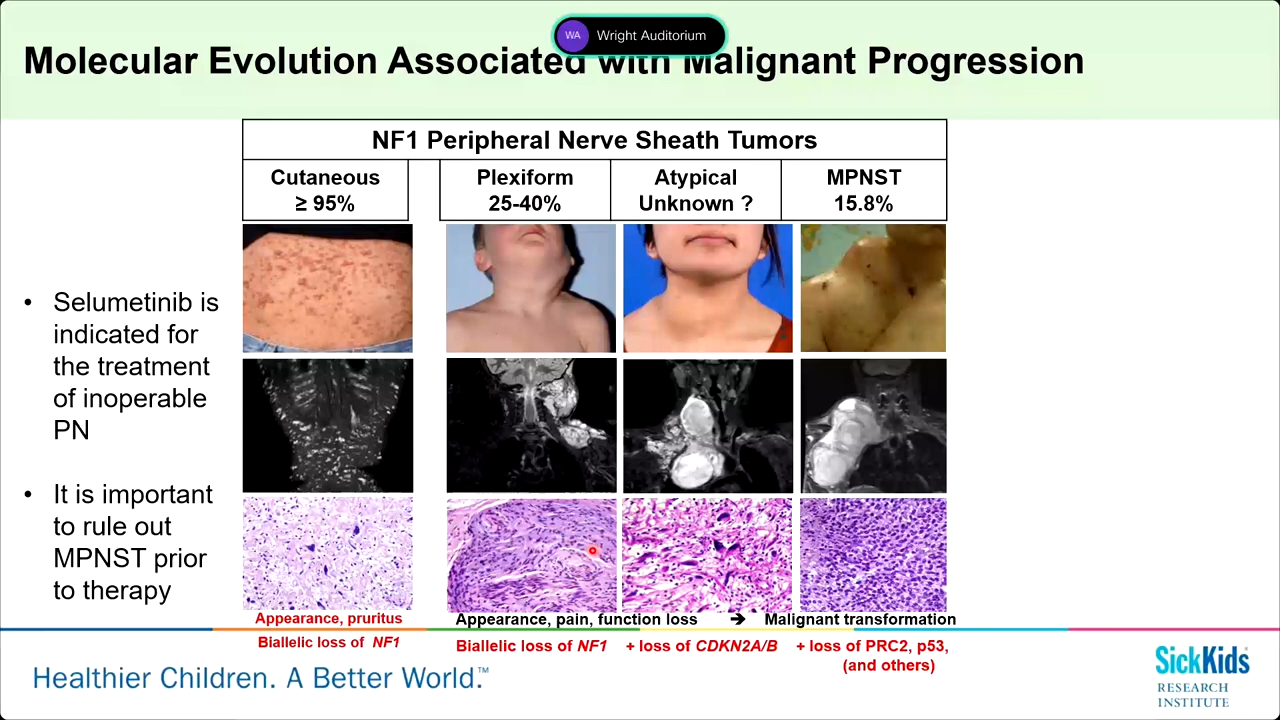 WA Wright Auditorium
Molecular Evolution Associated with Malignant Progression
NF1 Peripheral Nerve Sheath Tumors
Cutaneous
≥ 95%
Plexiform
25-40%
Atypical
Unknown ?
MPNST
15.8%
• Selumetinib is
indicated for
the treatment
of inoperable
PN
• It is important
to rule out
MPNST prior
to therapy
Appearance, pruritus
Biallelic loss of NF1
Appearance, pain, function loss ➔ Malignant transformation
Biallelic loss of NF1
+ loss of CDKN2A/B
+ loss of PRC2, p53,
(and others)
Healthier Children. A Better World.™
SickKids
RESEARCH
INSTITUTE